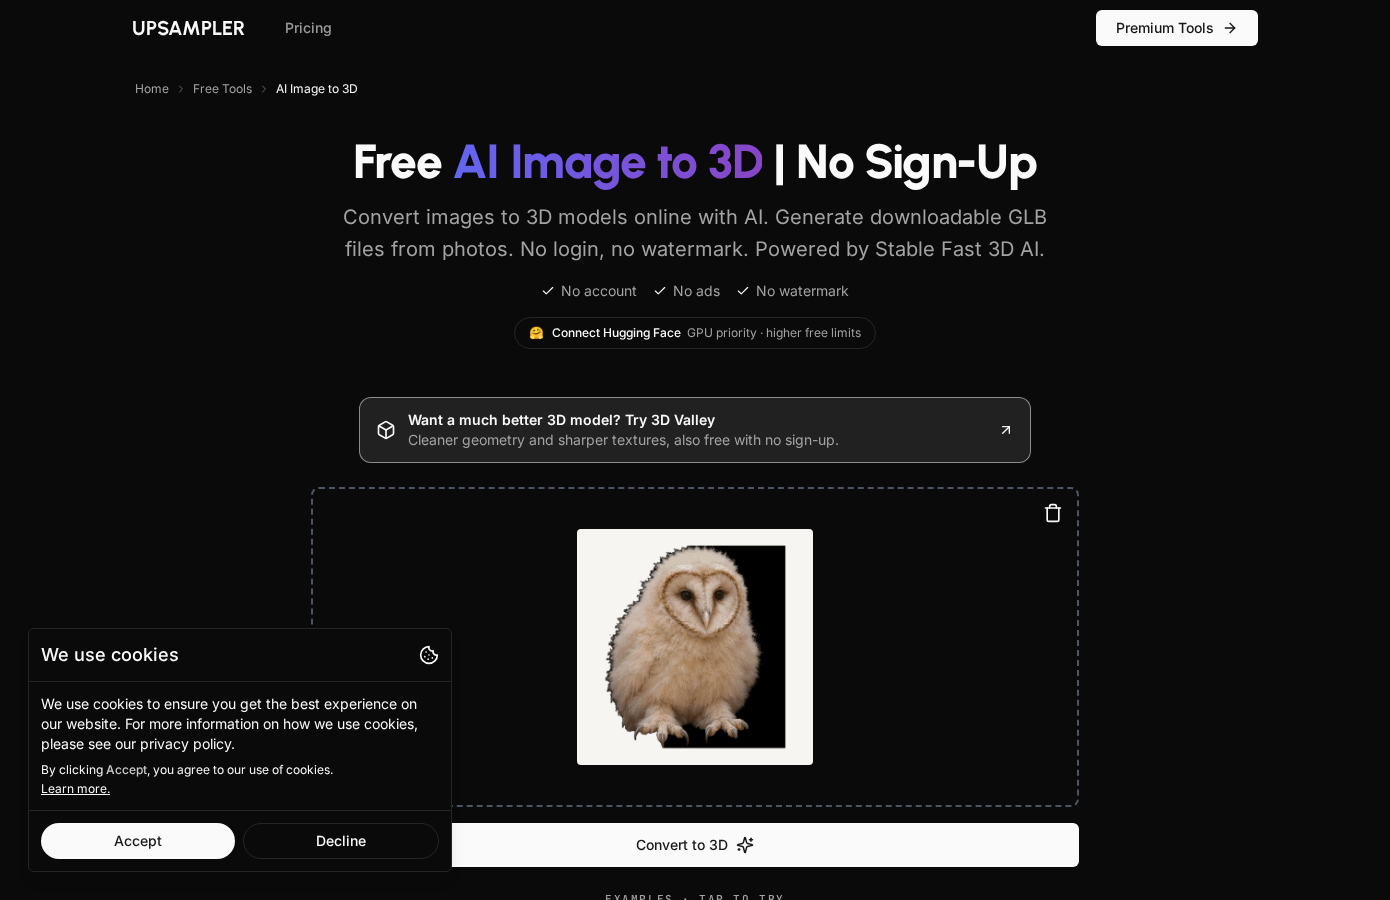 UPSAMPLER
Pricing
Premium Tools
Home
Free Tools
AI Image to 3D
Free AI Image to 3D | No Sign-Up
Convert images to 3D models online with AI. Generate downloadable GLB
files from photos. No login, no watermark. Powered by Stable Fast 3D AI.
No account
No ads
No watermark
Connect Hugging Face GPU priority · higher free limits
Want a much better 3D model? Try 3D Valley
Cleaner geometry and sharper textures, also free with no sign-up.
We use cookies
We use cookies to ensure you get the best experience on
our website. For more information on how we use cookies,
please see our privacy policy.
By clicking Accept, you agree to our use of cookies.
Learn more.
Accept
Decline
Convert to 3D
EXAMPLES · TAP TO TRY